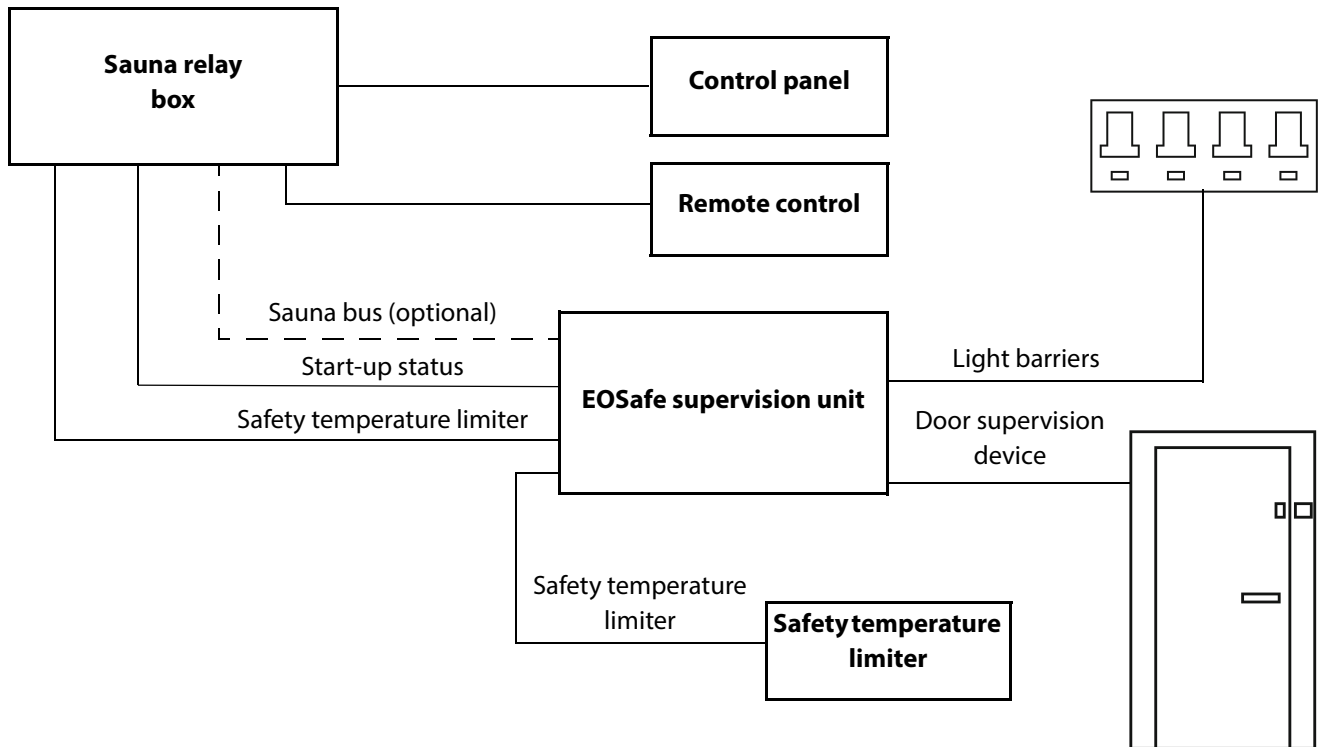 Sauna relay
box
Control panel
Remote control
Sauna bus (optional)
Start-up status
Safety temperature limiter
EOSafe supervision unit
Light barriers
Door supervision
device
Safety temperature
limiter
Safety temperature
limiter